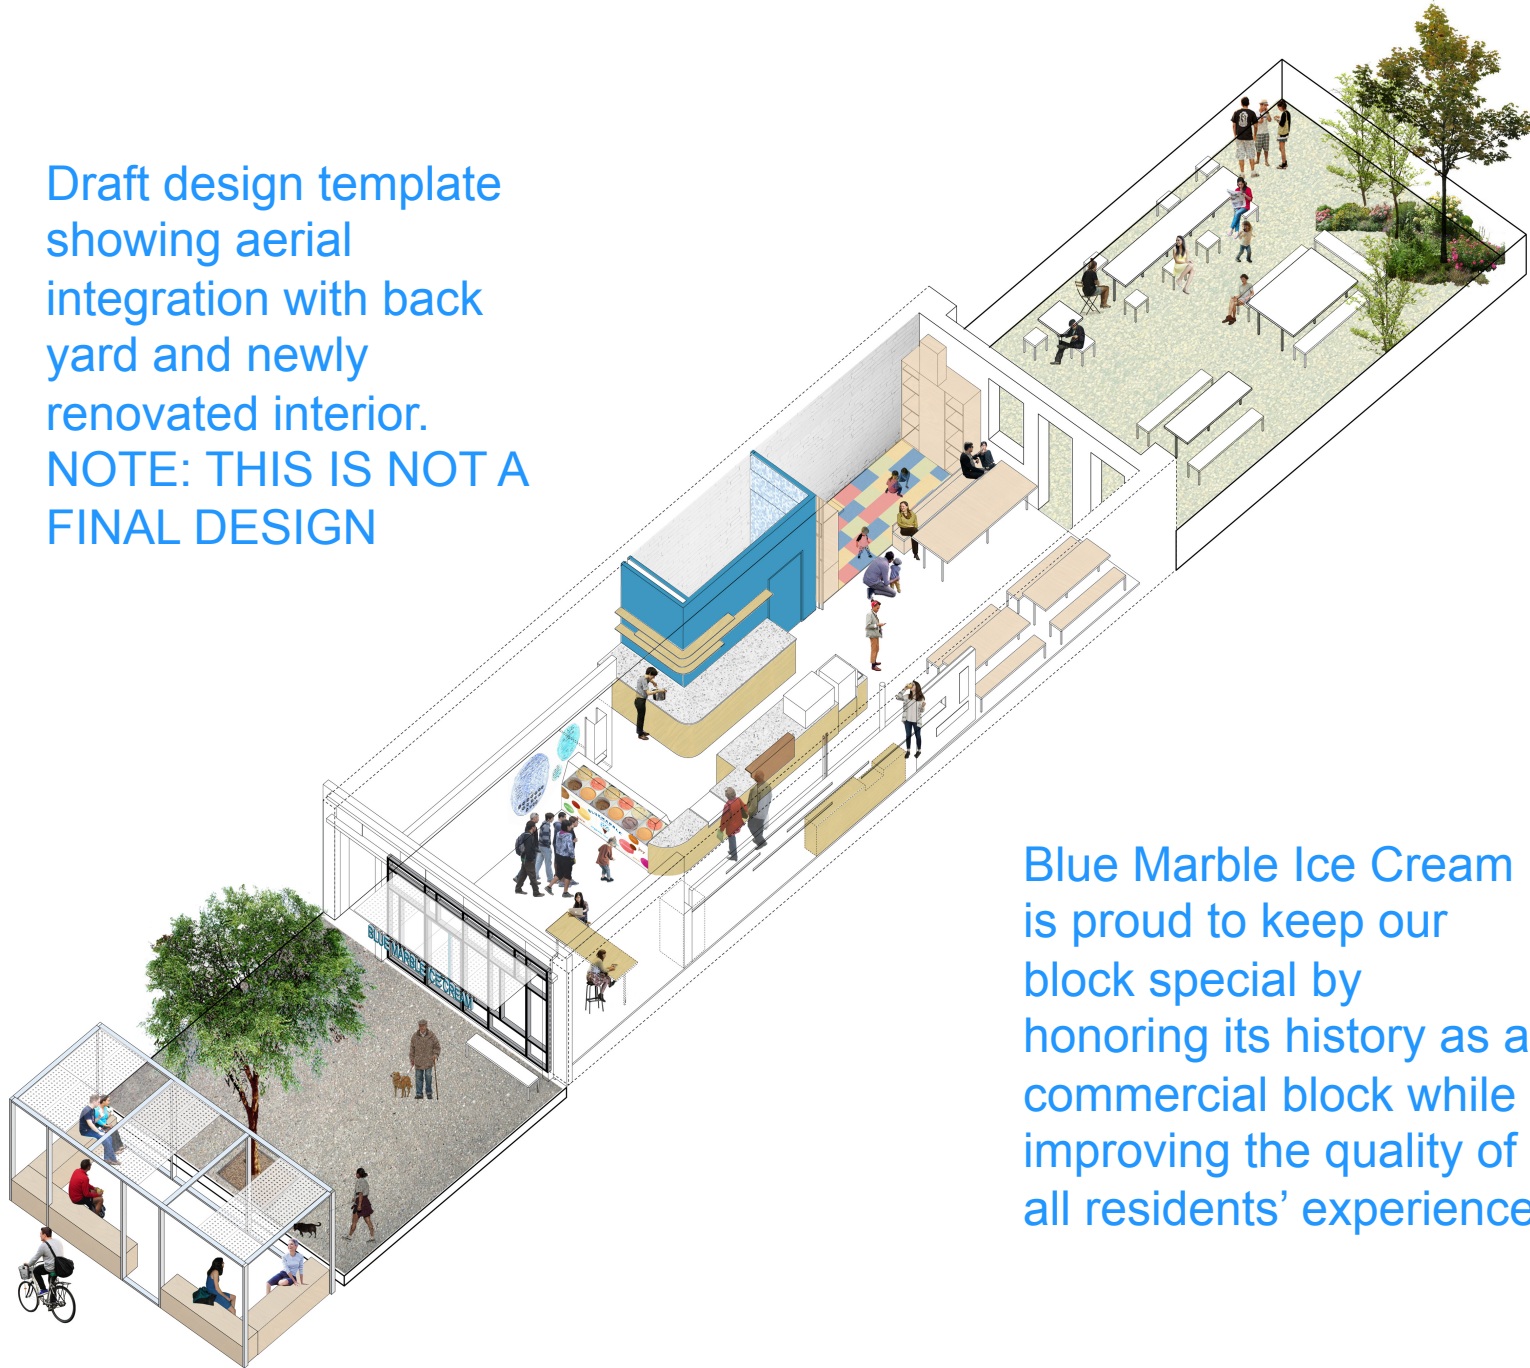 Draft design template
showing aerial
integration with back
yard and newly
renovated interior.
NOTE: THIS IS NOT A
FINAL DESIGN
BLUE MARBLE
BLUE MARBLE ICE CREAM
Blue Marble Ice Cream
is proud to keep our
block special by
honoring its history as a
commercial block while
improving the quality of
all residents’ experience